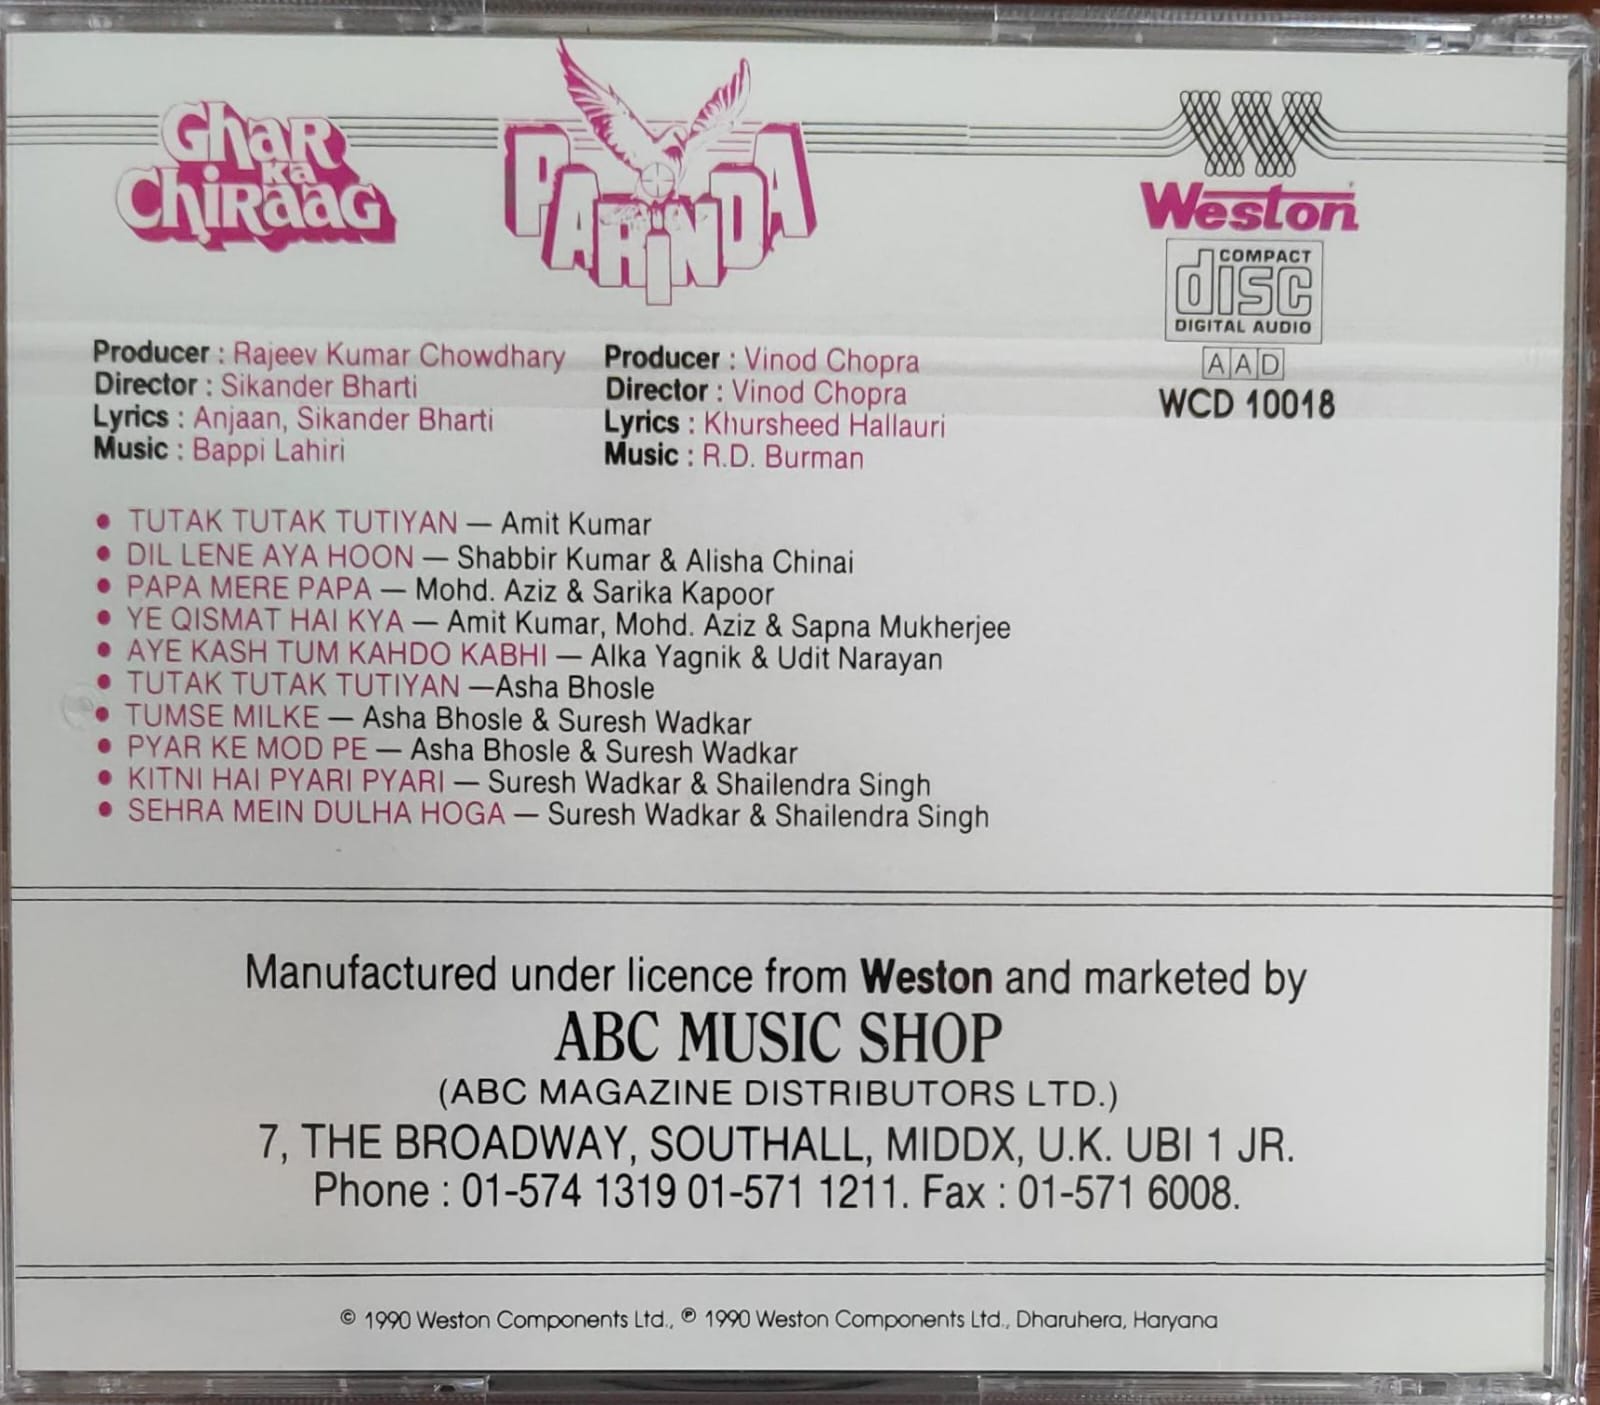 GhaR
Ka
ChiRaaG
PARINDA
Weston
COMPACT
disc
DIGITAL AUDIO
AAD
WCD 10018
Producer : Rajeev Kumar Chowdhary
Director : Sikander Bharti
Lyrics : Anjaan, Sikander Bharti
Music : Bappi Lahiri
Producer : Vinod Chopra
Director : Vinod Chopra
Lyrics : Khursheed Hallauri
Music : R.D. Burman
• TUTAK TUTAK TUTIYAN — Amit Kumar
• DIL LENE AYA HOON — Shabbir Kumar & Alisha Chinai
• PAPA MERE PAPA — Mohd. Aziz & Sarika Kapoor
• YE QISMAT HAI KYA — Amit Kumar, Mohd. Aziz & Sapna Mukherjee
• AYE KASH TUM KAHDO KABHI — Alka Yagnik & Udit Narayan
• TUTAK TUTAK TUTIYAN —Asha Bhosle
• TUMSE MILKE — Asha Bhosle & Suresh Wadkar
• PYAR KE MOD PE — Asha Bhosle & Suresh Wadkar
• KITNI HAI PYARI PYARI — Suresh Wadkar & Shailendra Singh
• SEHRA MEIN DULHA HOGA — Suresh Wadkar & Shailendra Singh
Manufactured under licence from Weston and marketed by
ABC MUSIC SHOP
(ABC MAGAZINE DISTRIBUTORS LTD.)
7, THE BROADWAY, SOUTHALL, MIDDX, U.K. UBI 1 JR.
Phone : 01-574 1319 01-571 1211. Fax : 01-571 6008.
© 1990 Weston Components Ltd., ℗ 1990 Weston Components Ltd., Dharuhera, Haryana